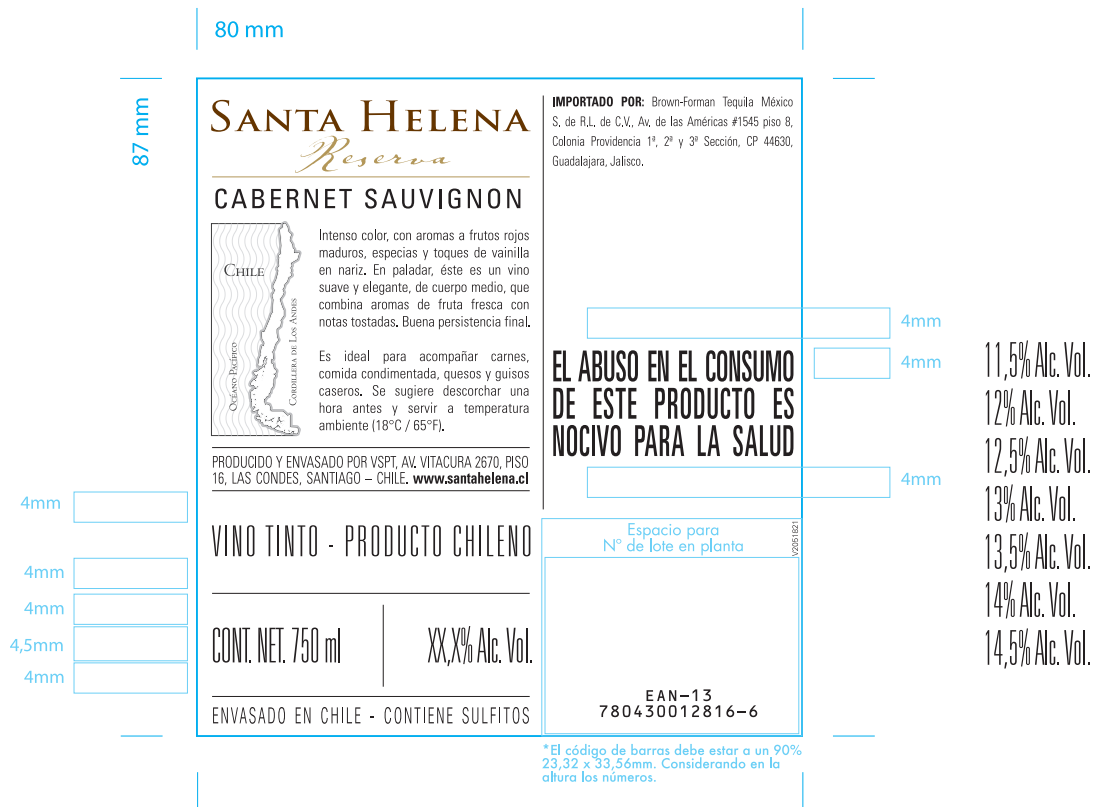 80 mm
87 mm
SANTA HELENA
Reserva
CABERNET SAUVIGNON
CHILE
OCÉANO PACÍFICO
CORDILLERA DE LOS ANDES
Intenso color, con aromas a frutos rojos
maduros, especias y toques de vainilla
en nariz. En paladar, éste es un vino
suave y elegante, de cuerpo medio, que
combina aromas de fruta fresca con
notas tostadas. Buena persistencia final.
Es ideal para acompañar carnes,
comida condimentada, quesos y guisos
caseros. Se sugiere descorchar una
hora antes y servir a temperatura
ambiente (18°C / 65°F).
PRODUCIDO Y ENVASADO POR VSPT, AV. VITACURA 2670, PISO
16, LAS CONDES, SANTIAGO – CHILE. www.santahelena.cl
VINO TINTO - PRODUCTO CHILENO
CONT. NET. 750 ml
XX,X% Alc. Vol.
ENVASADO EN CHILE - CONTIENE SULFITOS
IMPORTADO POR: Brown-Forman Tequila México
S. de R.L. de C.V., Av. de las Américas #1545 piso 8,
Colonia Providencia 1ª, 2ª y 3ª Sección, CP 44630,
Guadalajara, Jalisco.
EL ABUSO EN EL CONSUMO
DE ESTE PRODUCTO ES
NOCIVO PARA LA SALUD
Espacio para
Nº de lote en planta
V2051821
EAN-13
780430012816-6
*El código de barras debe estar a un 90%
23,32 x 33,56mm. Considerando en la
altura los números.
4mm
4mm
4mm
4,5mm
4mm
4mm
4mm
4mm
11,5% Alc. Vol.
12% Alc. Vol.
12,5% Alc. Vol.
13% Alc. Vol.
13,5% Alc. Vol.
14% Alc. Vol.
14,5% Alc. Vol.